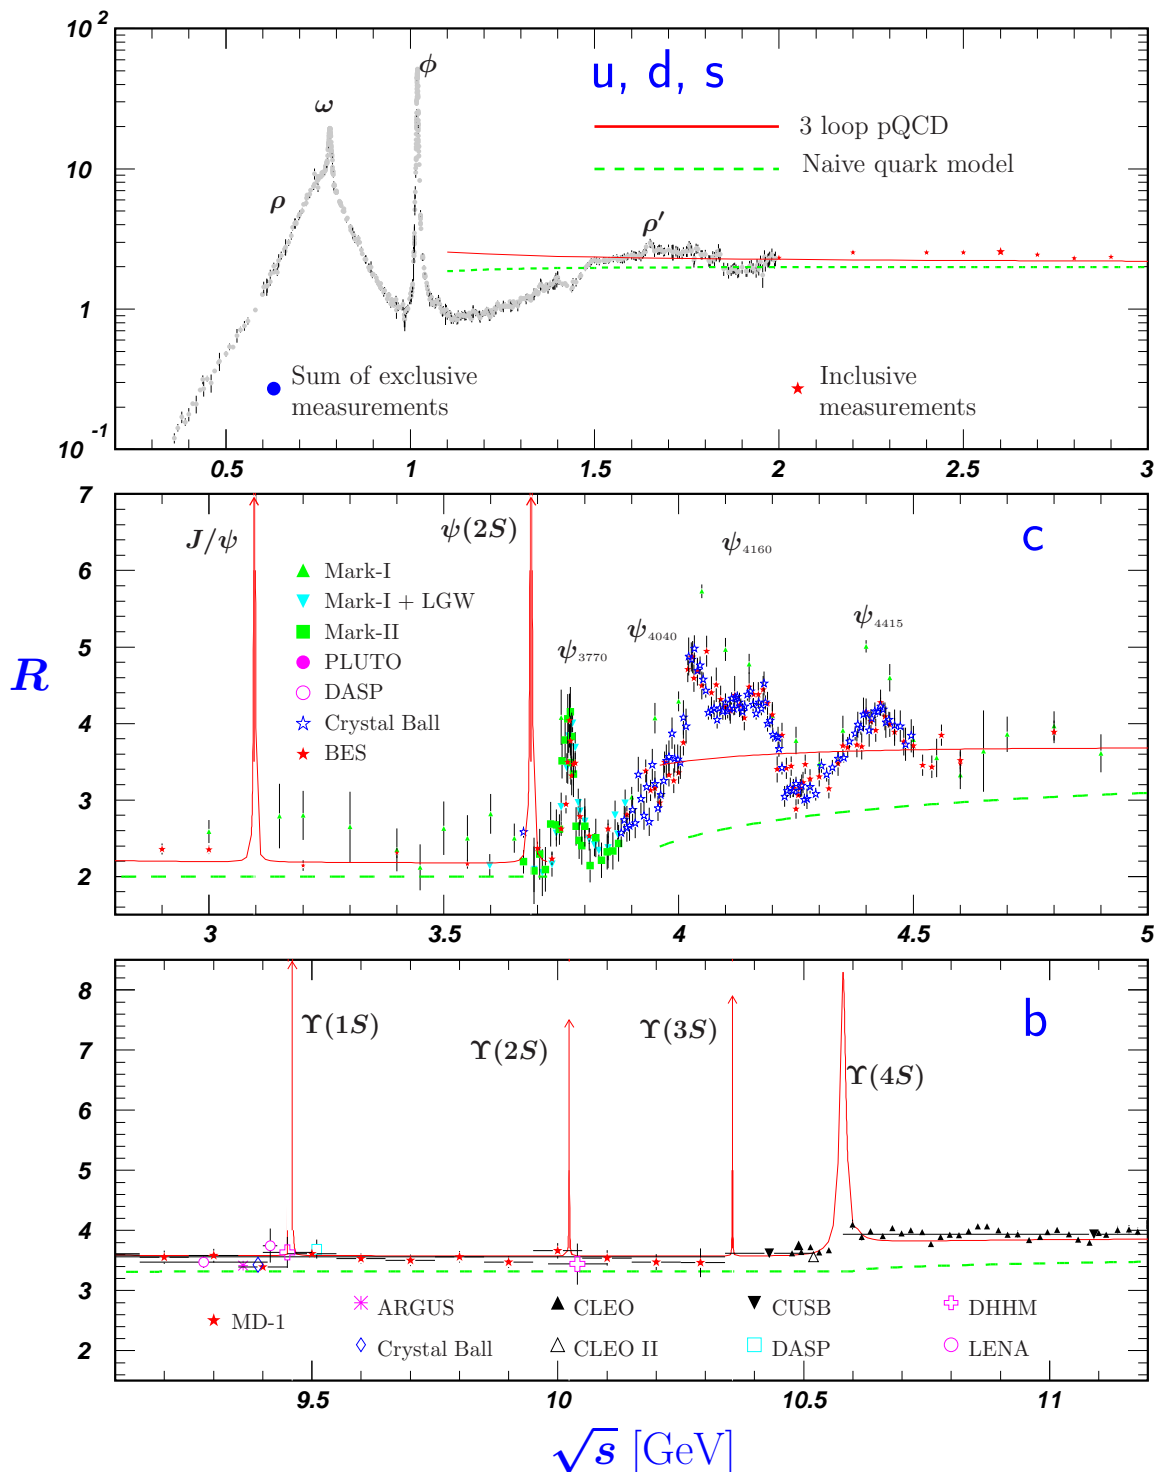 10 2
ϕ
u, d, s
ω
3 loop pQCD
Naive quark model
10
ρ
ρ′
1
Sum of exclusive
measurements
Inclusive
measurements
10 -1
0.5 1 1.5 2 2.5 3
7
J/ψ
ψ(2S)
ψ4160
c
6
Mark-I
Mark-I + LGW
Mark-II
PLUTO
DASP
Crystal Ball
BES
ψ3770
ψ4040
ψ4415
5
R
4
3
2
3 3.5 4 4.5 5
8
Υ(1S)
Υ(2S)
Υ(3S)
Υ(4S)
b
7
6
5
4
3
2
MD-1
ARGUS
CLEO
CUSB
DHHM
Crystal Ball
CLEO II
DASP
LENA
9.5 10 10.5 11
√s [GeV]